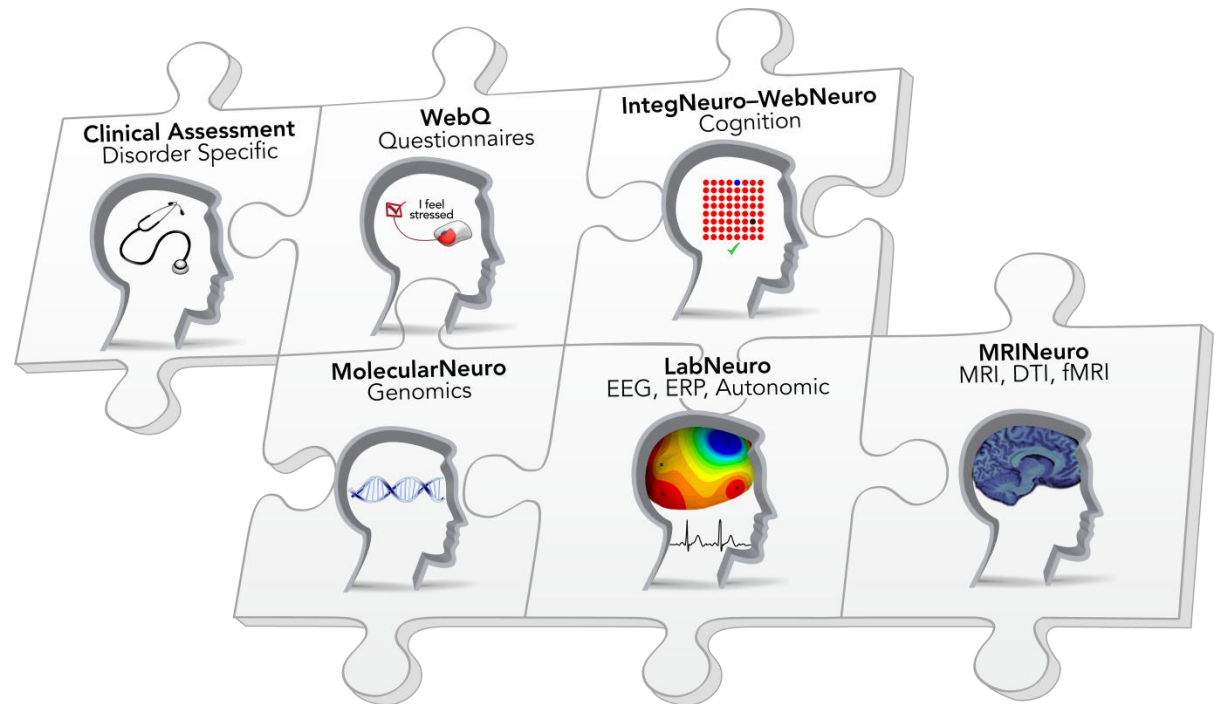 Clinical Assessment
Disorder Specific
WebQ
Questionnaires
I feel
stressed
IntegNeuro–WebNeuro
Cognition
MolecularNeuro
Genomics
LabNeuro
EEG, ERP, Autonomic
MRINeuro
MRI, DTI, fMRI